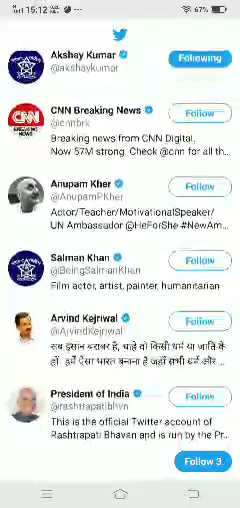 15:12
67%
Akshay Kumar
@akshaykumar
Following
CNN
BREAKING
NEWS
CNN Breaking News
@cnnbrk
Follow
Breaking news from CNN Digital.
Now 57M strong. Check @cnn for all th...
Anupam Kher
@AnupamPKher
Follow
Actor/Teacher/MotivationalSpeaker/
UN Ambassador @HeForShe #NewAm...
Salman Khan
@BeingSalmanKhan
Follow
Film actor, artist, painter, humanitarian
Arvind Kejriwal
@ArvindKejriwal
Follow
सब इंसान बराबर हैं, चाहे वो किसी धर्म या जाति के
हों। हमें ऐसा भारत बनाना है जहाँ सभी धर्म और ...
President of India
@rashtrapatibhvn
Follow
This is the official Twitter account of
Rashtrapati Bhavan and is run by the Pr...
Follow 3